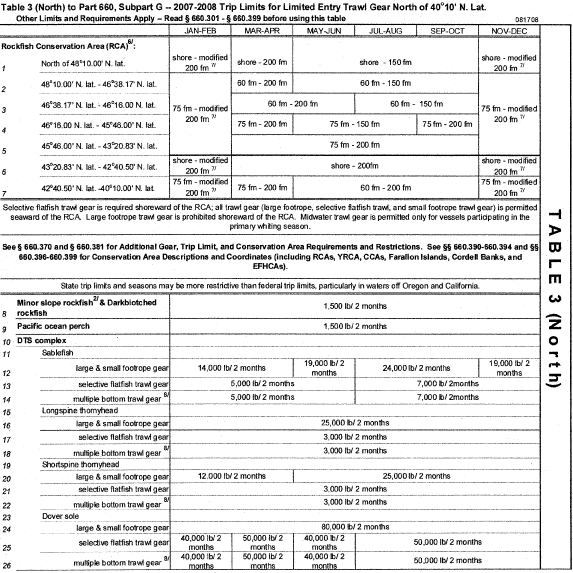 Table 3 (North) to Part 660, Subpart G -- 2007-2008 Trip Limits for Limited Entry Trawl Gear North of 40°10' N. Lat.
Other Limits and Requirements Apply -- Read § 660.301 - § 660.399 before using this table 081708
JAN-FEB MAR-APR MAY-JUN JUL-AUG SEP-OCT NOV-DEC
Rockfish Conservation Area (RCA)6/:
1 North of 48°10.00' N. lat. shore - modified 200 fm 7/ shore - 200 fm shore - 150 fm shore - modified 200 fm 7/
2 48°10.00' N. lat. - 46°38.17' N. lat. 75 fm - modified 200 fm 7/ 60 fm - 200 fm 60 fm - 150 fm 75 fm - modified 200 fm 7/
3 46°38.17' N. lat. - 46°16.00 N. lat. 60 fm - 200 fm 60 fm - 150 fm
4 46°16.00 N. lat. - 45°46.00' N. lat. 75 fm - 200 fm 75 fm - 150 fm 75 fm - 200 fm
5 45°46.00' N. lat. - 43°20.83' N. lat. 75 fm - 200 fm
6 43°20.83' N. lat. - 42°40.50' N. lat. shore - modified 200 fm 7/ shore - 200fm shore - modified 200 fm 7/
7 42°40.50' N. lat. -40°10.00' N. lat. 75 fm - modified 200 fm 7/ 75 fm - 200 fm 60 fm - 200 fm 75 fm - modified 200 fm 7/
Selective flatfish trawl gear is required shoreward of the RCA; all trawl gear (large footrope, selective flatfish trawl, and small footrope trawl gear) is permitted
seaward of the RCA. Large footrope trawl gear is prohibited shoreward of the RCA. Midwater trawl gear is permitted only for vessels participating in the
primary whiting season.
See § 660.370 and § 660.381 for Additional Gear, Trip Limit, and Conservation Area Requirements and Restrictions. See §§ 660.390-660.394 and §§
660.396-660.399 for Conservation Area Descriptions and Coordinates (including RCAs, YRCA, CCAs, Farallon Islands, Cordell Banks, and
EFHCAs).
State trip limits and seasons may be more restrictive than federal trip limits, particularly in waters off Oregon and California.
8 Minor slope rockfish2/ & Darkblotched rockfish 1,500 lb/ 2 months
9 Pacific ocean perch 1,500 lb/ 2 months
10 DTS complex
11 Sablefish
12 large & small footrope gear 14,000 lb/ 2 months 19,000 lb/ 2 months 24,000 lb/ 2 months 19,000 lb/ 2 months
13 selective flatfish trawl gear 5,000 lb/ 2 months 7,000 lb/ 2 months
14 multiple bottom trawl gear 8/ 5,000 lb/ 2 months 7,000 lb/ 2months
15 Longspine thornyhead
16 large & small footrope gear 25,000 lb/ 2 months
17 selective flatfish trawl gear 3,000 lb/ 2 months
18 multiple bottom trawl gear 8/ 3,000 lb/ 2 months
19 Shortspine thornyhead
20 large & small footrope gear 12,000 lb/ 2 months 25,000 lb/ 2 months
21 selective flatfish trawl gear 3,000 lb/ 2 months
22 multiple bottom trawl gear 8/ 3,000 lb/ 2 months
23 Dover sole
24 large & small footrope gear 80,000 lb/ 2 months
25 selective flatfish trawl gear 40,000 lb/ 2 months 50,000 lb/ 2 months 40,000 lb/ 2 months 50,000 lb/ 2 months
26 multiple bottom trawl gear 8/ 40,000 lb/ 2 months 50,000 lb/ 2 months 40,000 lb/ 2 months 50,000 lb/ 2 months
TABLE 3 (North)